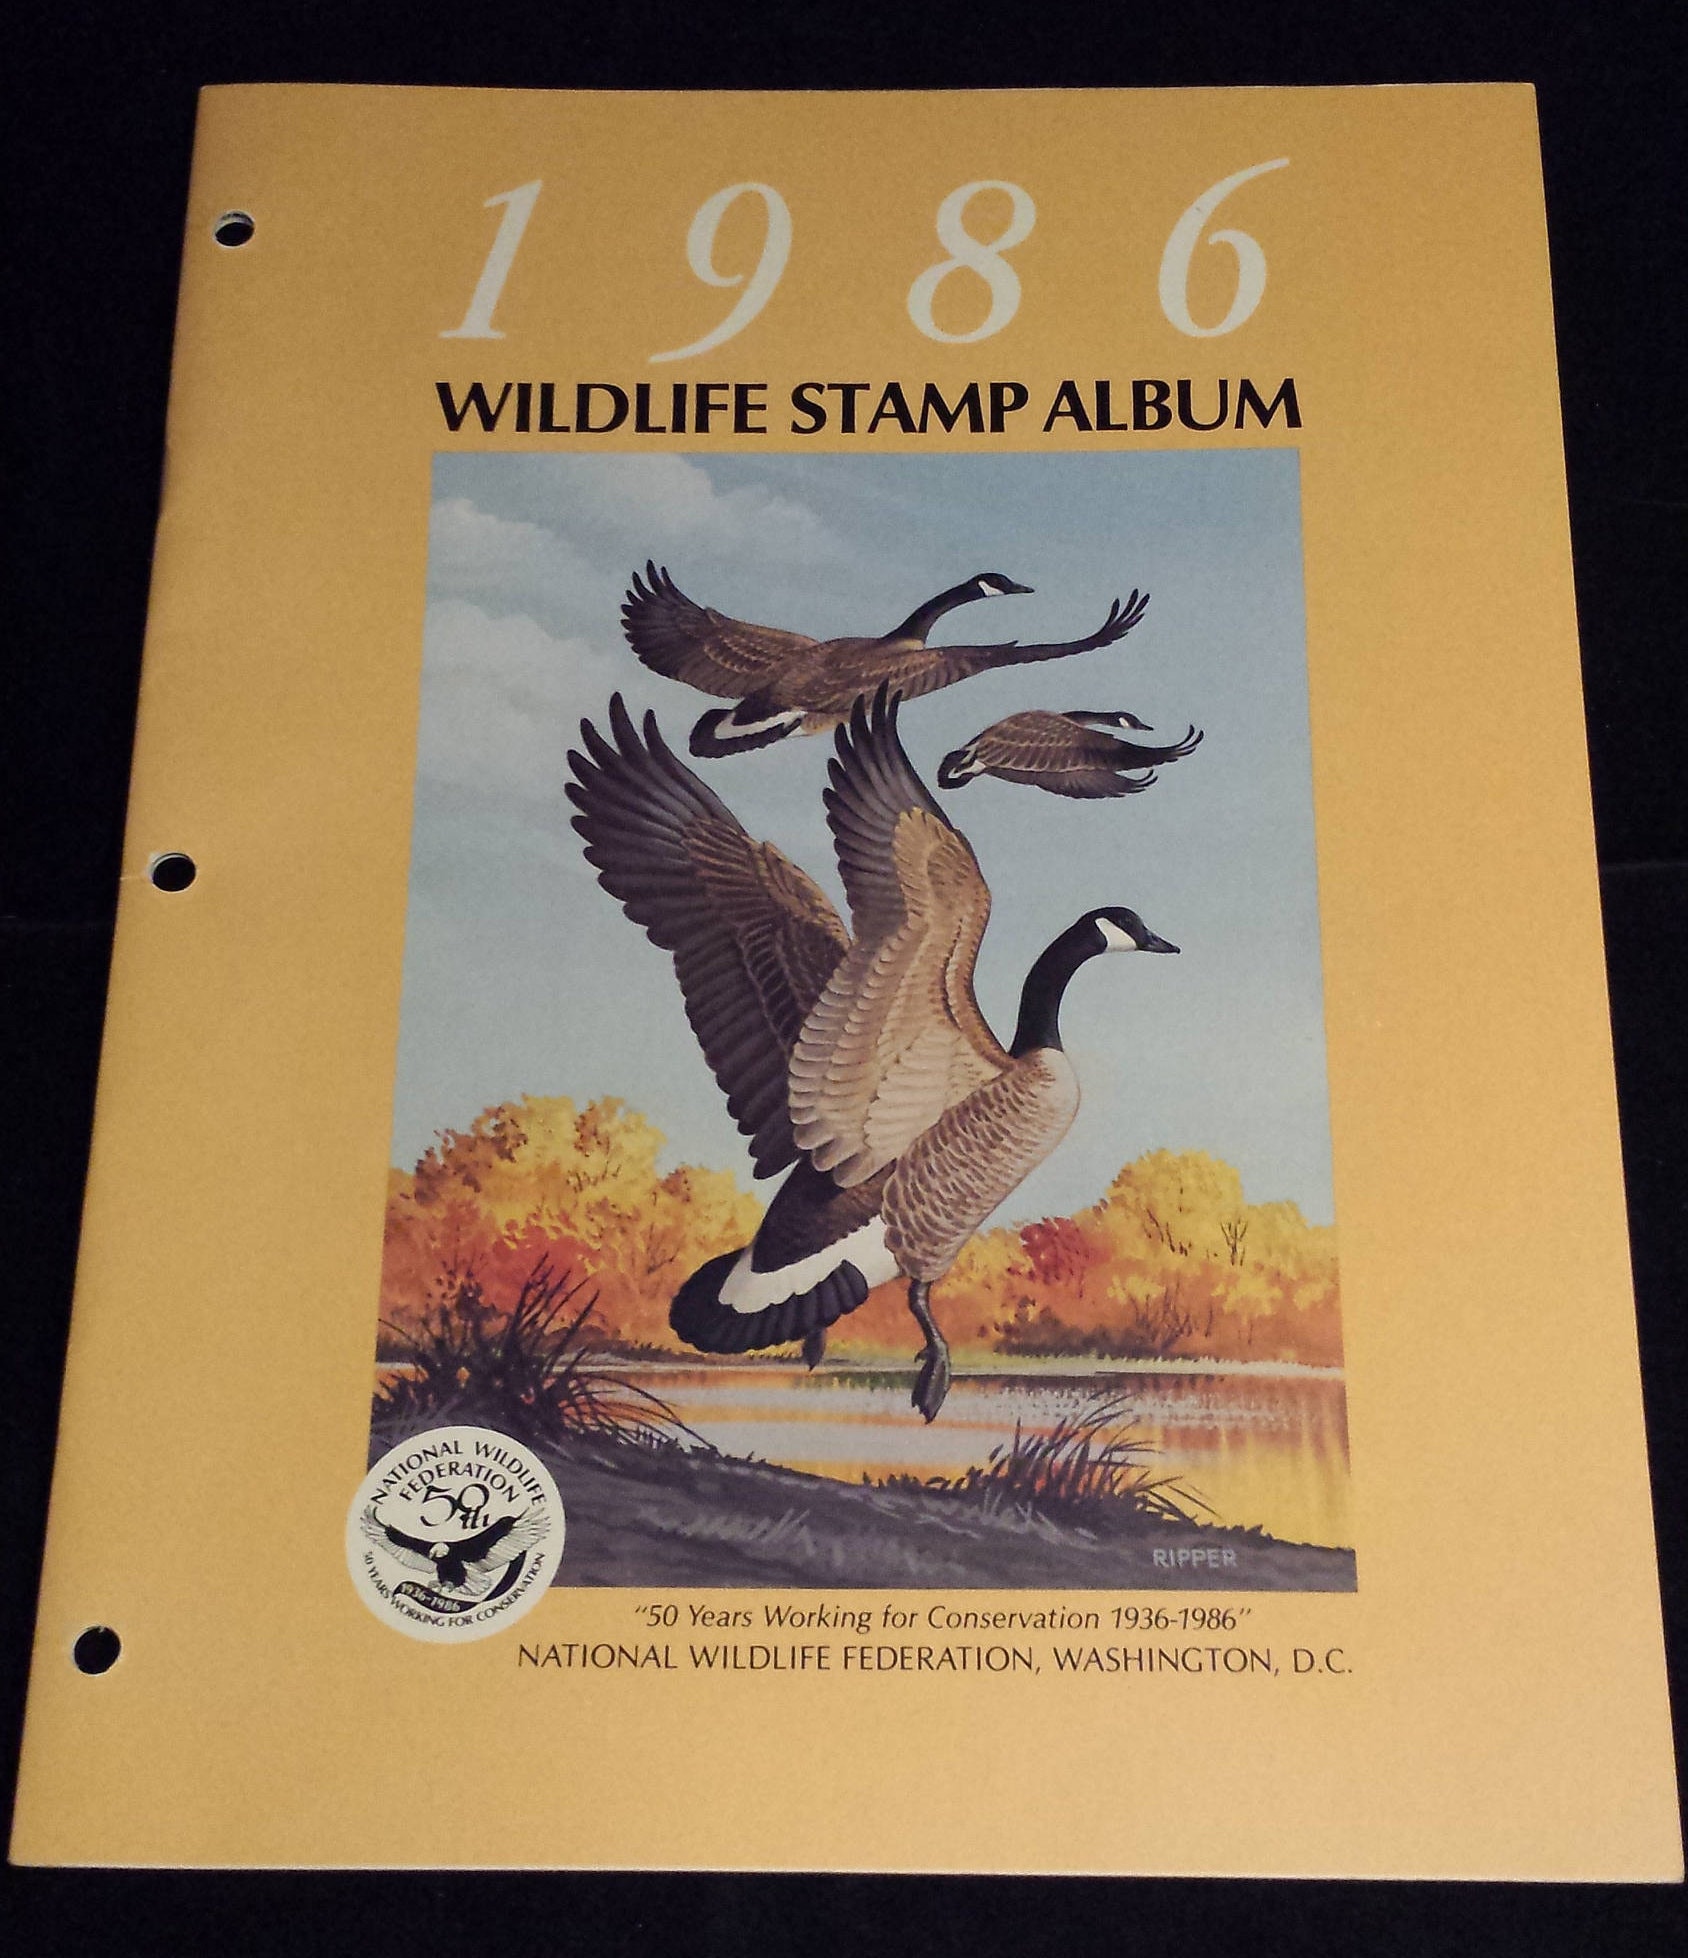 1986
WILDLIFE STAMP ALBUM
RIPPER
NATIONAL WILDLIFE
FEDERATION
50th
1936-1986
50 YEARS WORKING FOR CONSERVATION
"50 Years Working for Conservation 1936-1986"
NATIONAL WILDLIFE FEDERATION, WASHINGTON, D.C.